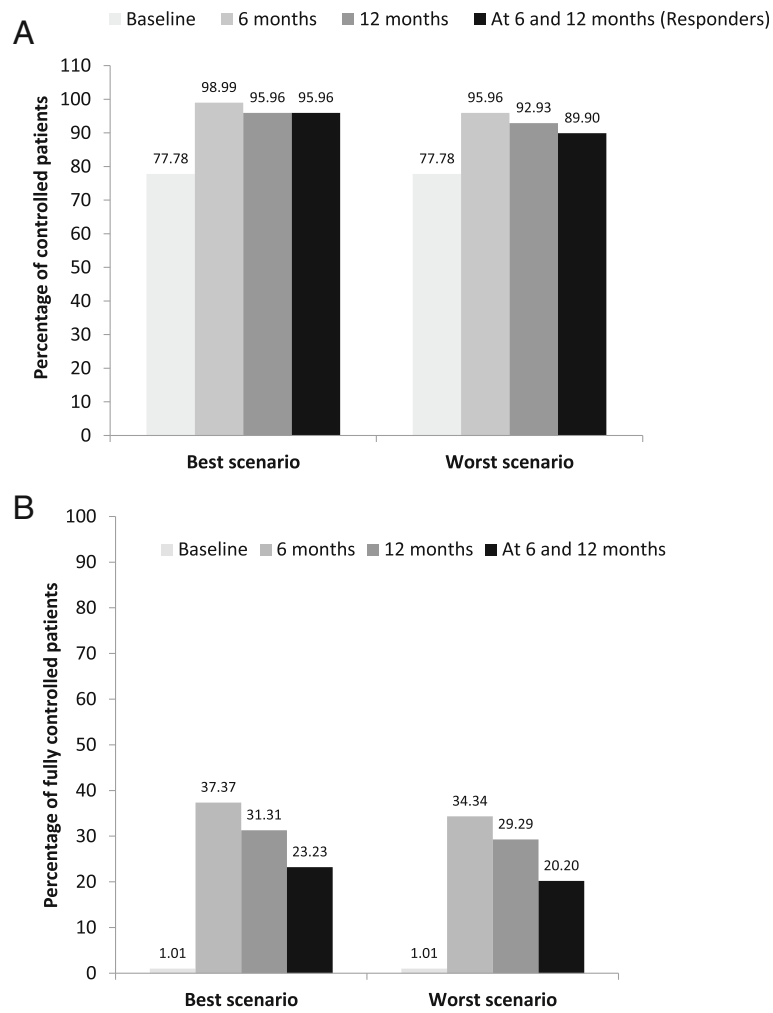 A
Baseline 6 months 12 months At 6 and 12 months (Responders)
Percentage of controlled patients
110
100
90
80
70
60
50
40
30
20
10
0
77.78 98.99 95.96 95.96
77.78 95.96 92.93 89.90
Best scenario Worst scenario
B
Baseline 6 months 12 months At 6 and 12 months
Percentage of fully controlled patients
100
90
80
70
60
50
40
30
20
10
0
1.01 37.37 31.31 23.23
1.01 34.34 29.29 20.20
Best scenario Worst scenario